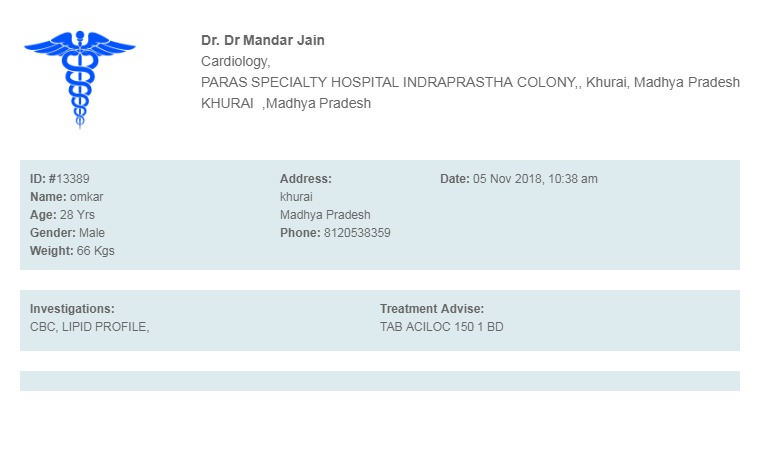 Dr. Dr Mandar Jain
Cardiology,
PARAS SPECIALTY HOSPITAL INDRAPRASTHA COLONY,, Khurai, Madhya Pradesh
KHURAI ,Madhya Pradesh
ID: #13389
Name: omkar
Age: 28 Yrs
Gender: Male
Weight: 66 Kgs
Address:
khurai
Madhya Pradesh
Phone: 8120538359
Date: 05 Nov 2018, 10:38 am
Investigations:
CBC, LIPID PROFILE,
Treatment Advise:
TAB ACILOC 150 1 BD